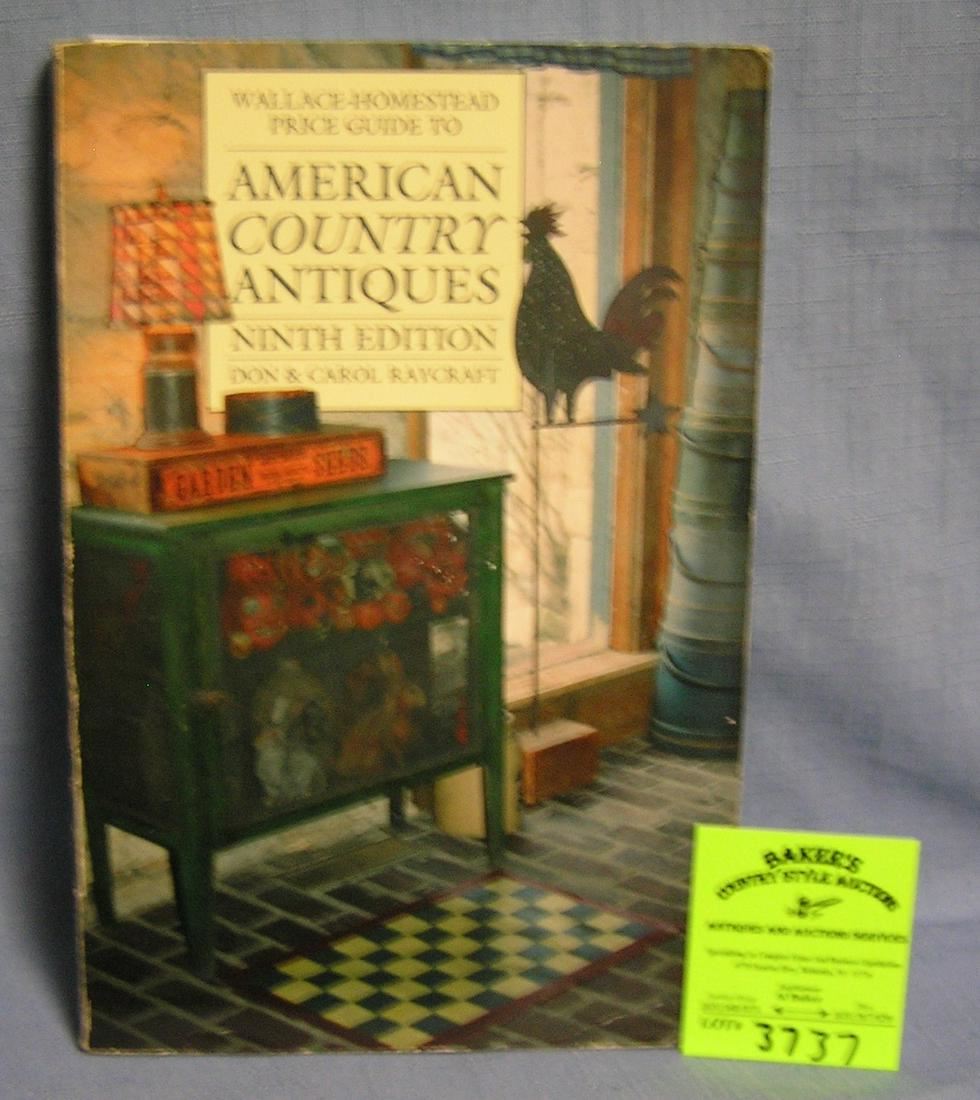 WALLACE-HOMESTEAD
PRICE GUIDE TO
AMERICAN
COUNTRY
ANTIQUES
NINTH EDITION
DON & CAROL RAYCRAFT
GARDEN SEEDS
BAKER'S
COUNTRY STYLE AUCTIONS
ANTIQUES AND AUCTION SERVICES
LOT#
3737